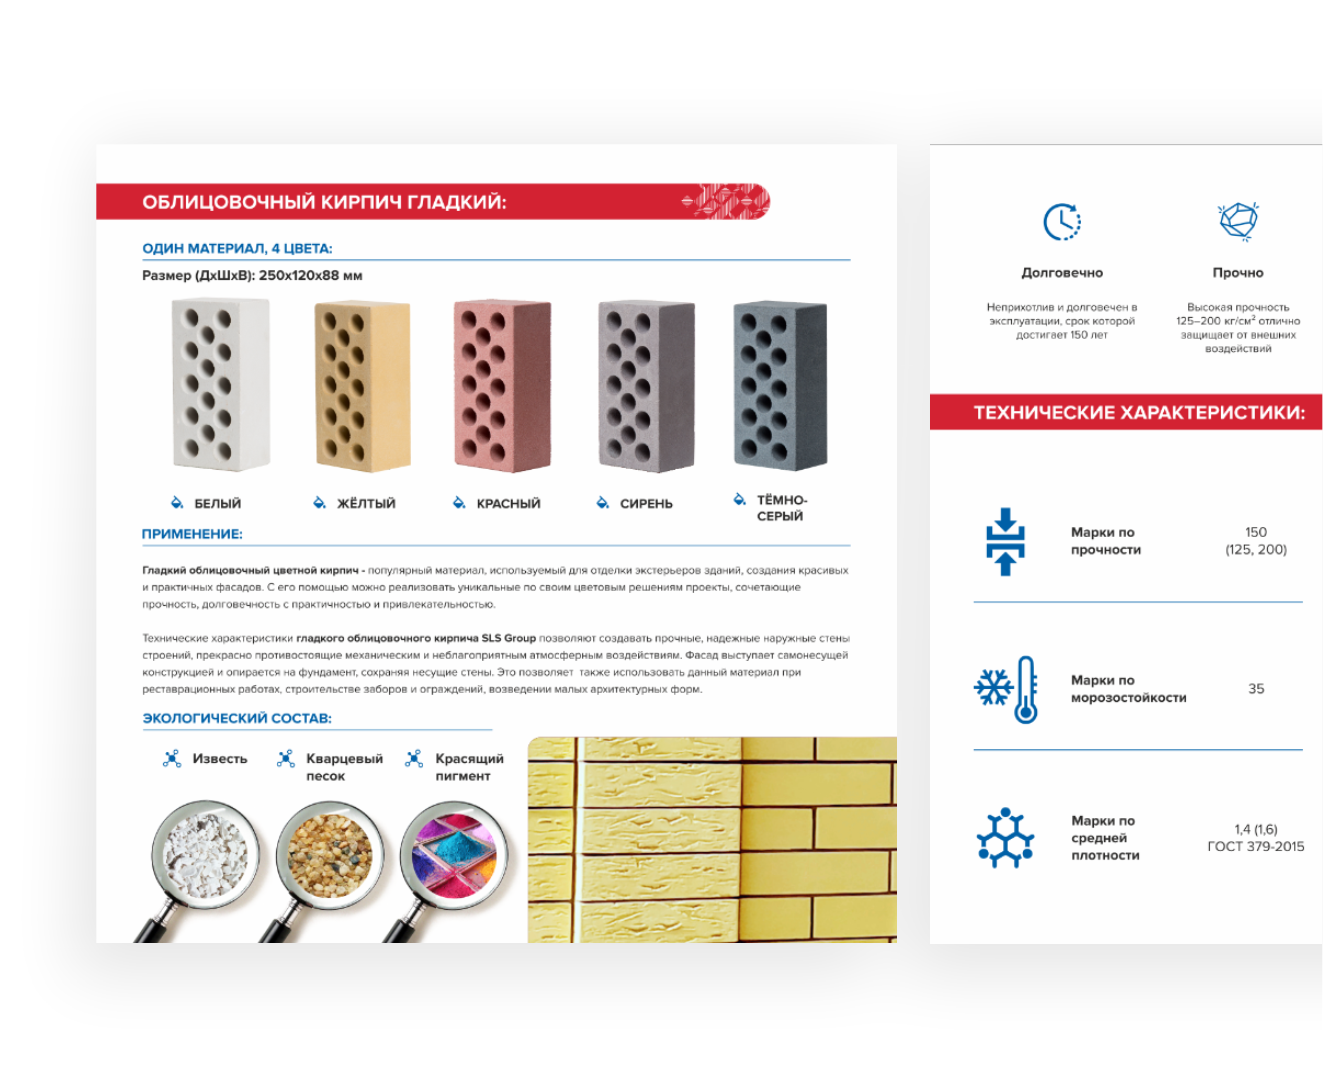 ОБЛИЦОВОЧНЫЙ КИРПИЧ ГЛАДКИЙ:
ОДИН МАТЕРИАЛ, 4 ЦВЕТА:
Размер (ДхШхВ): 250х120х88 мм
БЕЛЫЙ
ЖЁЛТЫЙ
КРАСНЫЙ
СИРЕНЬ
ТЁМНО-
СЕРЫЙ
ПРИМЕНЕНИЕ:
Гладкий облицовочный цветной кирпич - популярный материал, используемый для отделки экстерьеров зданий, создания красивых
и практичных фасадов. С его помощью можно реализовать уникальные по своим цветовым решениям проекты, сочетающие
прочность, долговечность с практичностью и привлекательностью.
Технические характеристики гладкого облицовочного кирпича SLS Group позволяют создавать прочные, надежные наружные стены
строений, прекрасно противостоящие механическим и неблагоприятным атмосферным воздействиям. Фасад выступает самонесущей
конструкцией и опирается на фундамент, сохраняя несущие стены. Это позволяет также использовать данный материал при
реставрационных работах, строительстве заборов и ограждений, возведении малых архитектурных форм.
ЭКОЛОГИЧЕСКИЙ СОСТАВ:
Известь
Кварцевый
песок
Красящий
пигмент
Долговечно
Неприхотлив и долговечен в
эксплуатации, срок которой
достигает 150 лет
Прочно
Высокая прочность
125–200 кг/см² отлично
защищает от внешних
воздействий
ТЕХНИЧЕСКИЕ ХАРАКТЕРИСТИКИ:
Марки по
прочности
150
(125, 200)
Марки по
морозостойкости
35
Марки по
средней
плотности
1,4 (1,6)
ГОСТ 379-2015